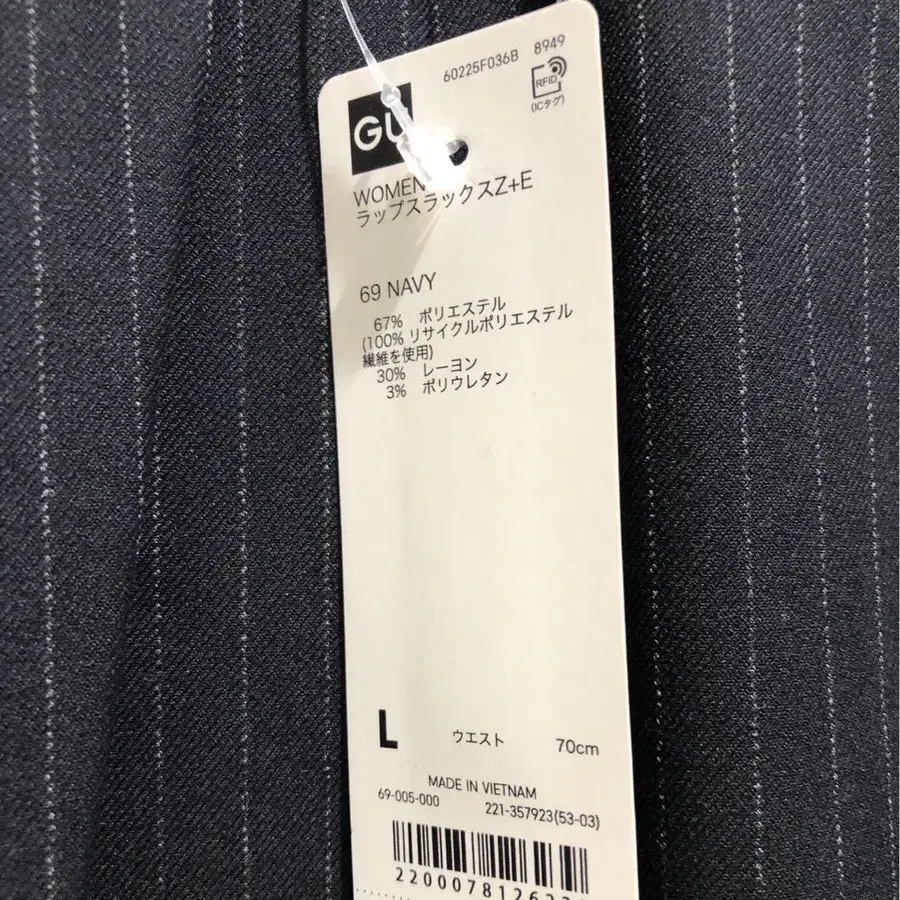 60225F036B 8949
RFID
(ICタグ)
GU
WOMEN
ラップスラックスZ+E
69 NAVY
67% ポリエステル
(100% リサイクルポリエステル
繊維を使用)
30% レーヨン
3% ポリウレタン
L ウエスト 70cm
MADE IN VIETNAM
69-005-000 221-357923(53-03)